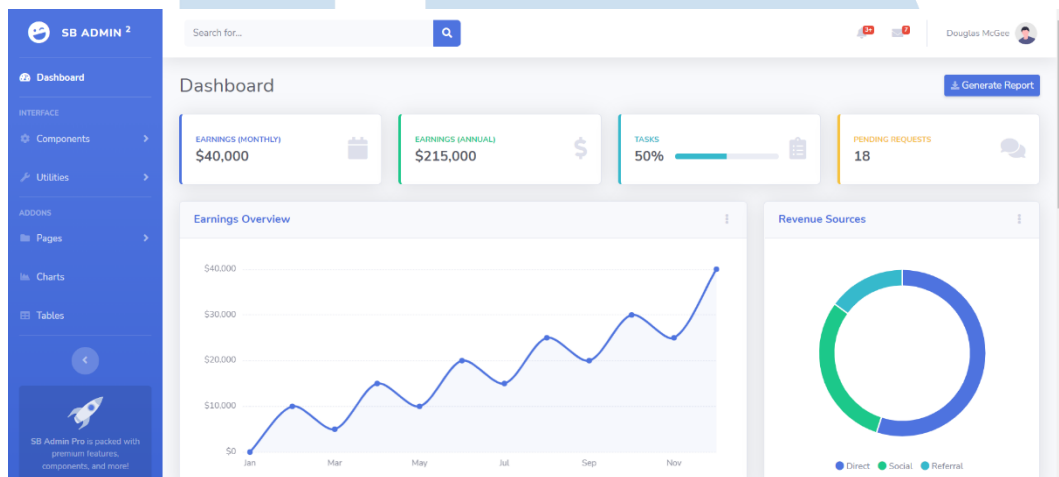 SB ADMIN 2
Search for...
3+
7
Douglas McGee
Dashboard
INTERFACE
Components
Utilities
ADDONS
Pages
Charts
Tables
SB Admin Pro is packed with
premium features,
components, and more!
Dashboard
Generate Report
EARNINGS (MONTHLY)
$40,000
EARNINGS (ANNUAL)
$215,000
TASKS
50%
PENDING REQUESTS
18
Earnings Overview
$40,000
$30,000
$20,000
$10,000
$0
Jan Mar May Jul Sep Nov
Revenue Sources
Direct Social Referral